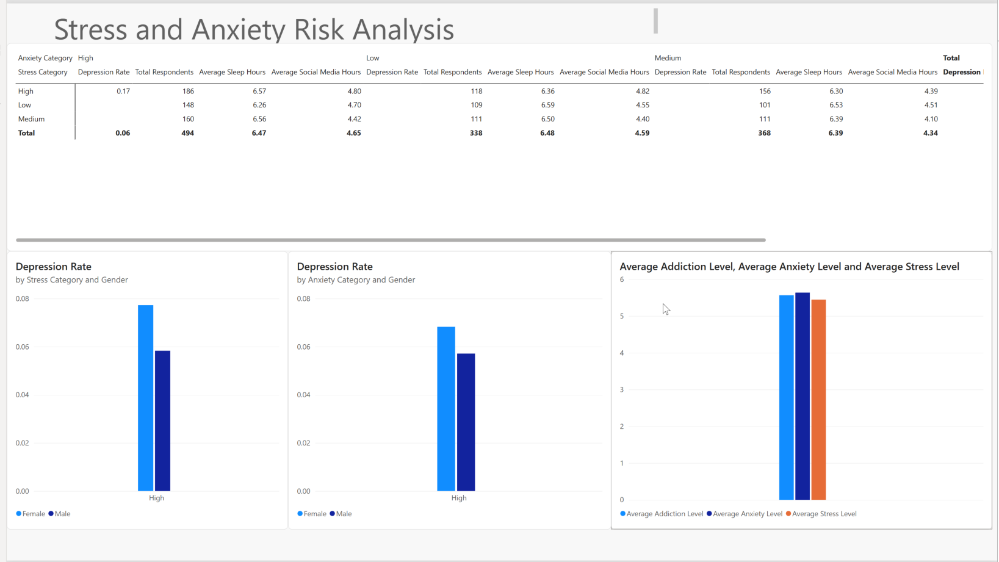 Stress and Anxiety Risk Analysis
Anxiety Category High Low Medium Total
Stress Category Depression Rate Total Respondents Average Sleep Hours Average Social Media Hours Depression Rate Total Respondents Average Sleep Hours Average Social Media Hours Depression Rate Total Respondents Average Sleep Hours Average Social Media Hours Depression
High 0.17 186 6.57 4.80 118 6.36 4.82 156 6.30 4.39
Low 148 6.26 4.70 109 6.59 4.55 101 6.53 4.51
Medium 160 6.56 4.42 111 6.50 4.40 111 6.39 4.10
Total 0.06 494 6.47 4.65 338 6.48 4.59 368 6.39 4.34
Depression Rate
by Stress Category and Gender
0.08
0.06
0.04
0.02
0.00
High
Female Male
Depression Rate
by Anxiety Category and Gender
0.08
0.06
0.04
0.02
0.00
High
Female Male
Average Addiction Level, Average Anxiety Level and Average Stress Level
6
5
4
3
2
1
0
Average Addiction Level Average Anxiety Level Average Stress Level